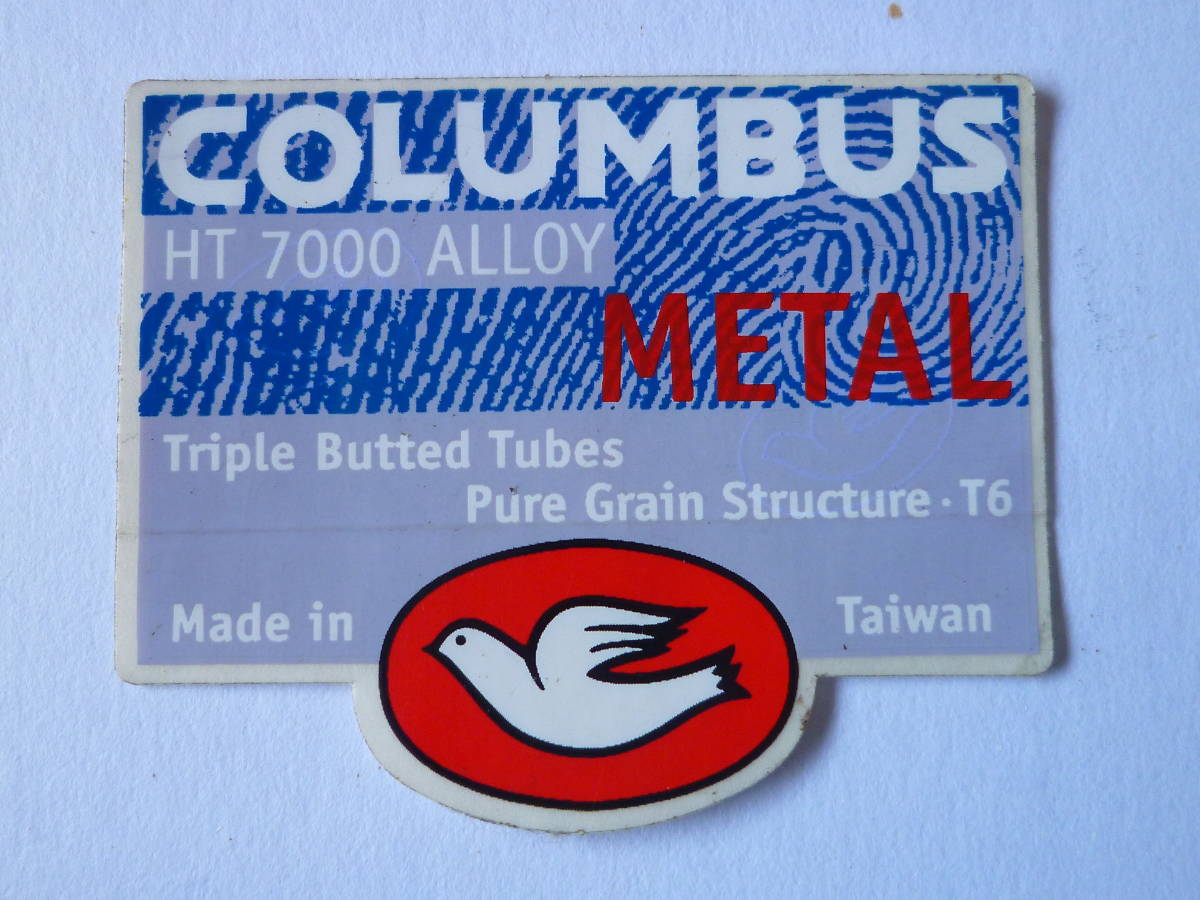 COLUMBUS
HT 7000 ALLOY
METAL
Triple Butted Tubes
Pure Grain Structure · T6
Made in Taiwan